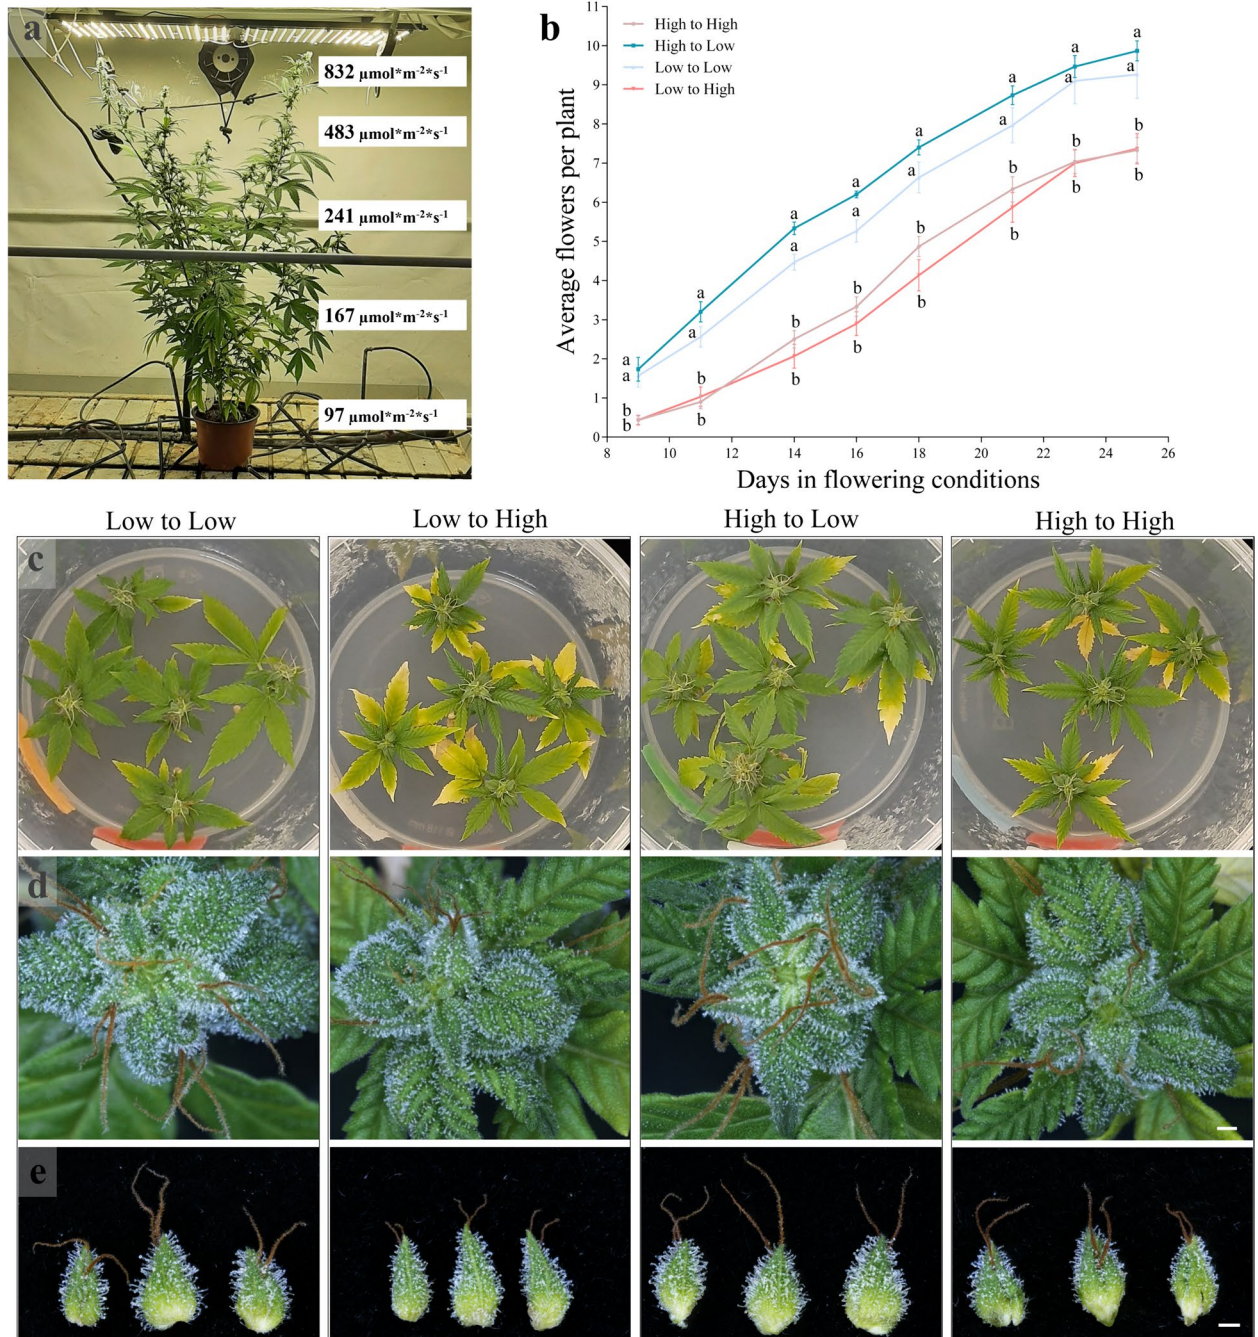 a
832 µmol*m-2*s-1
483 µmol*m-2*s-1
241 µmol*m-2*s-1
167 µmol*m-2*s-1
97 µmol*m-2*s-1
b
High to High
High to Low
Low to Low
Low to High
Average flowers per plant
11
10
9
8
7
6
5
4
3
2
1
0
a a a a a a a a
a a a a a a a a
b b b b b b b b
b b b b b b b b
8 10 12 14 16 18 20 22 24 26
Days in flowering conditions
Low to Low Low to High High to Low High to High
c
d
e